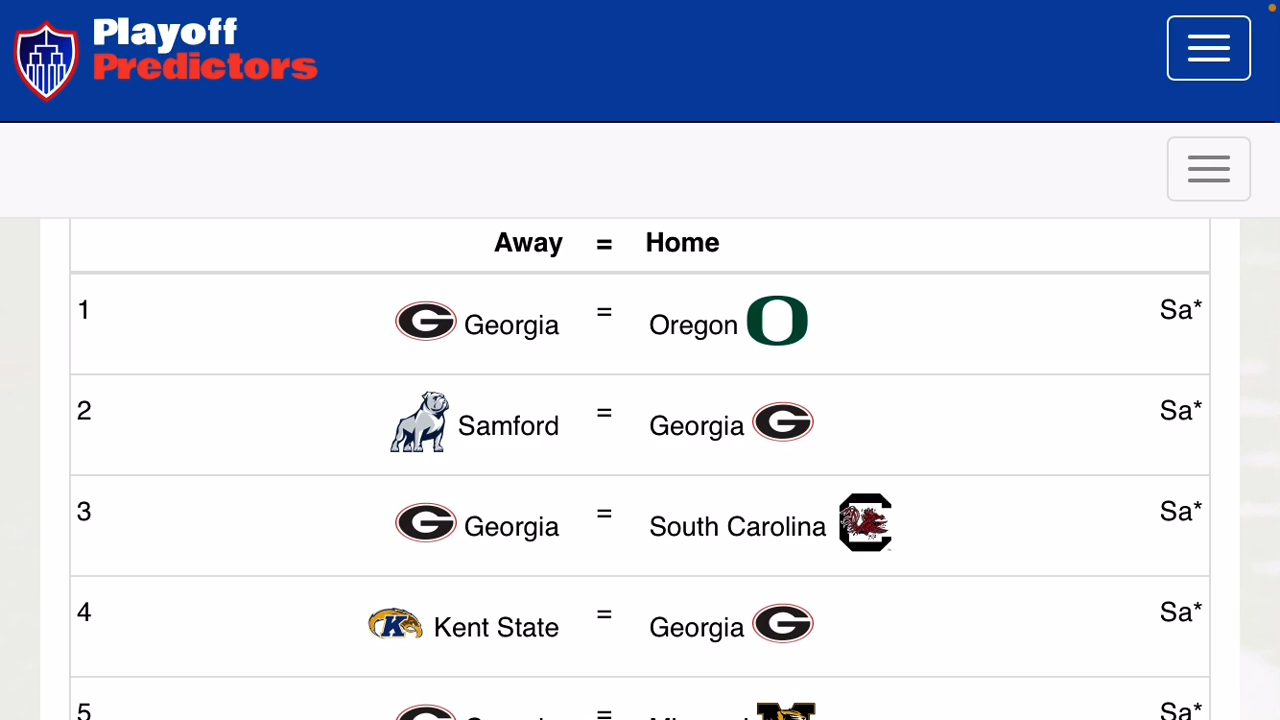 Playoff
Predictors
Away = Home
1 Georgia = Oregon Sa*
2 Samford = Georgia Sa*
3 Georgia = South Carolina Sa*
4 Kent State = Georgia Sa*
5 = Sa*